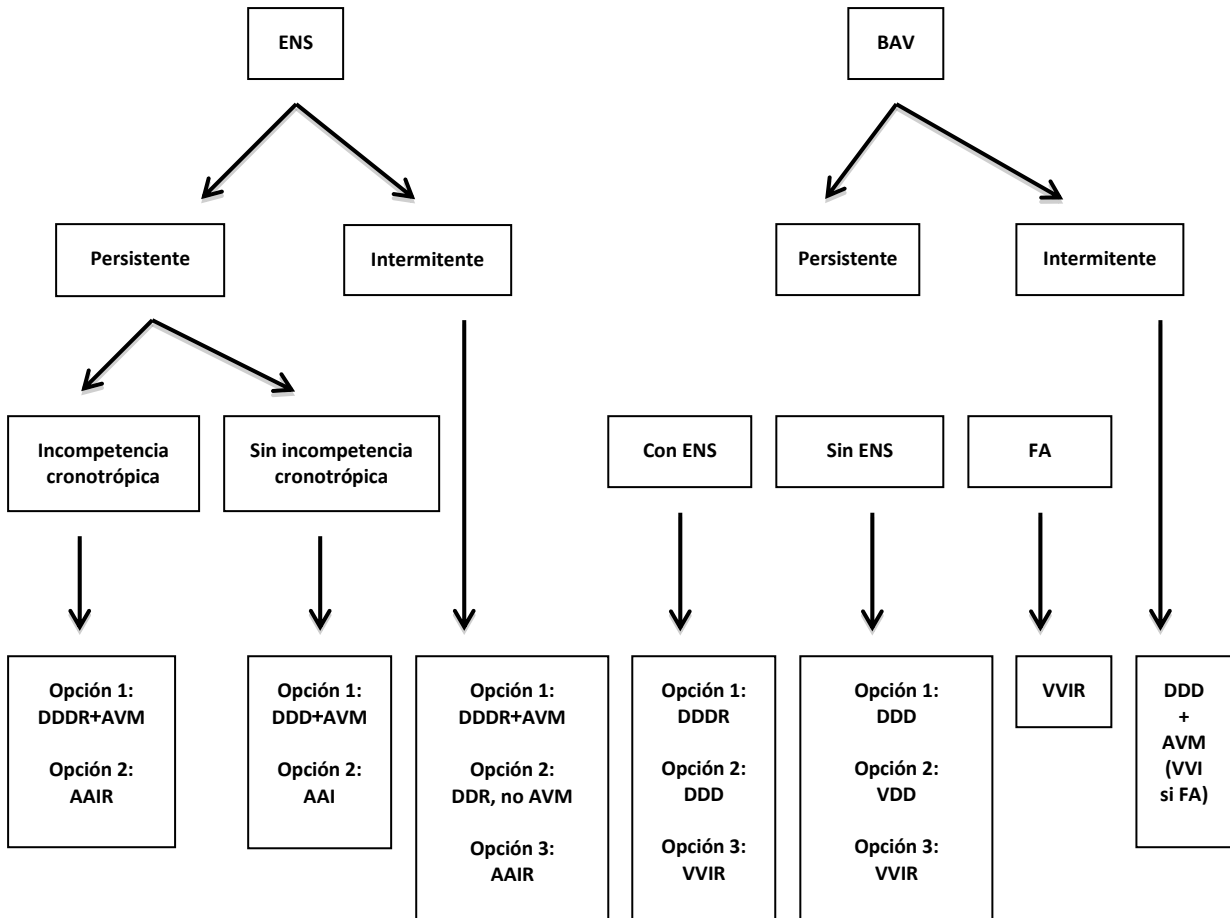 ENS
BAV
Persistente
Intermitente
Persistente
Intermitente
Incompetencia
cronotrópica
Sin incompetencia
cronotrópica
Con ENS
Sin ENS
FA
Opción 1:
DDDR+AVM
Opción 2:
AAIR
Opción 1:
DDD+AVM
Opción 2:
AAI
Opción 1:
DDDR+AVM
Opción 2:
DDR, no AVM
Opción 3:
AAIR
Opción 1:
DDDR
Opción 2:
DDD
Opción 3:
VVIR
Opción 1:
DDD
Opción 2:
VDD
Opción 3:
VVIR
VVIR
DDD
+
AVM
(VVI
si FA)